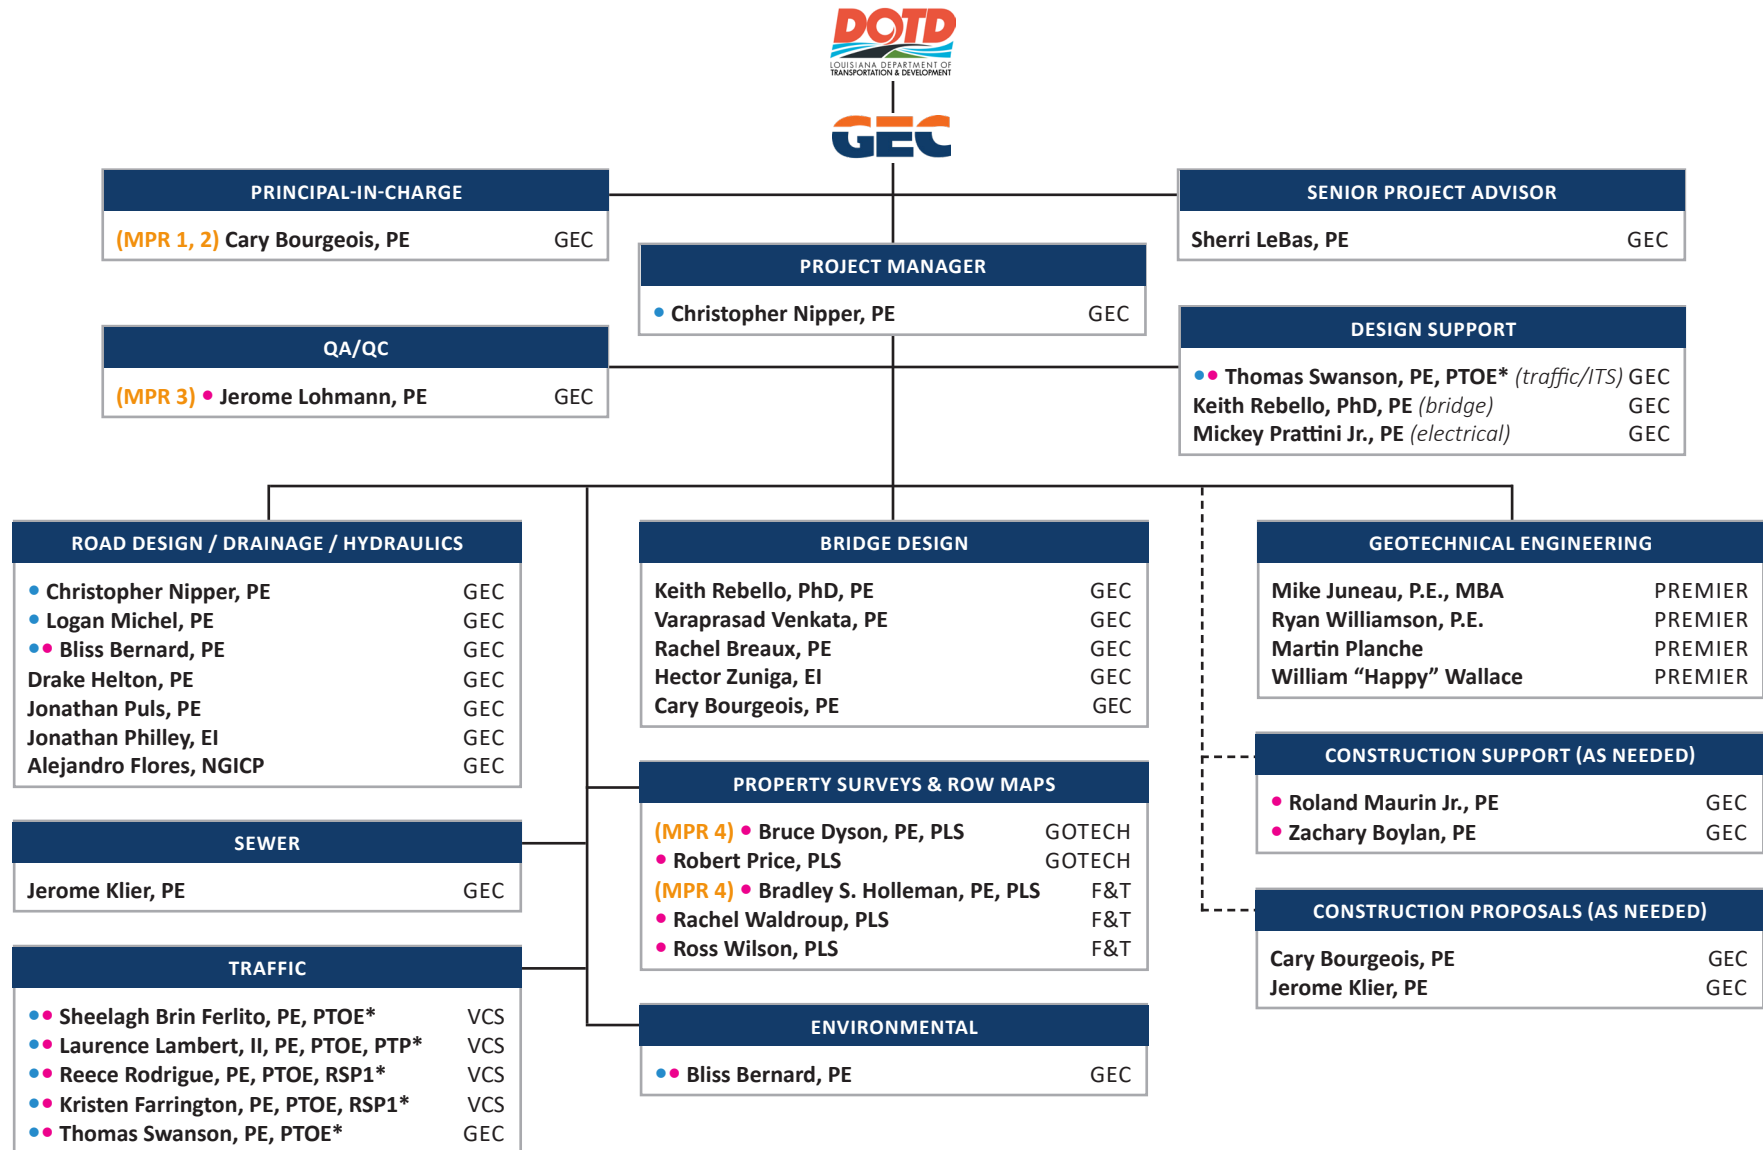 DOTD
LOUISIANA DEPARTMENT OF
TRANSPORTATION & DEVELOPMENT
GEC
PRINCIPAL-IN-CHARGE
(MPR 1, 2) Cary Bourgeois, PE GEC
SENIOR PROJECT ADVISOR
Sherri LeBas, PE GEC
PROJECT MANAGER
• Christopher Nipper, PE GEC
QA/QC
(MPR 3) • Jerome Lohmann, PE GEC
DESIGN SUPPORT
•• Thomas Swanson, PE, PTOE* (traffic/ITS) GEC
Keith Rebello, PhD, PE (bridge) GEC
Mickey Prattini Jr., PE (electrical) GEC
ROAD DESIGN / DRAINAGE / HYDRAULICS
• Christopher Nipper, PE GEC
• Logan Michel, PE GEC
•• Bliss Bernard, PE GEC
Drake Helton, PE GEC
Jonathan Puls, PE GEC
Jonathan Philley, EI GEC
Alejandro Flores, NGICP GEC
BRIDGE DESIGN
Keith Rebello, PhD, PE GEC
Varaprasad Venkata, PE GEC
Rachel Breaux, PE GEC
Hector Zuniga, EI GEC
Cary Bourgeois, PE GEC
GEOTECHNICAL ENGINEERING
Mike Juneau, P.E., MBA PREMIER
Ryan Williamson, P.E. PREMIER
Martin Planche PREMIER
William “Happy” Wallace PREMIER
SEWER
Jerome Klier, PE GEC
PROPERTY SURVEYS & ROW MAPS
(MPR 4) • Bruce Dyson, PE, PLS GOTECH
• Robert Price, PLS GOTECH
(MPR 4) • Bradley S. Holleman, PE, PLS F&T
• Rachel Waldroup, PLS F&T
• Ross Wilson, PLS F&T
CONSTRUCTION SUPPORT (AS NEEDED)
• Roland Maurin Jr., PE GEC
• Zachary Boylan, PE GEC
TRAFFIC
•• Sheelagh Brin Ferlito, PE, PTOE* VCS
•• Laurence Lambert, II, PE, PTOE, PTP* VCS
•• Reece Rodrigue, PE, PTOE, RSP1* VCS
•• Kristen Farrington, PE, PTOE, RSP1* VCS
•• Thomas Swanson, PE, PTOE* GEC
ENVIRONMENTAL
•• Bliss Bernard, PE GEC
CONSTRUCTION PROPOSALS (AS NEEDED)
Cary Bourgeois, PE GEC
Jerome Klier, PE GEC